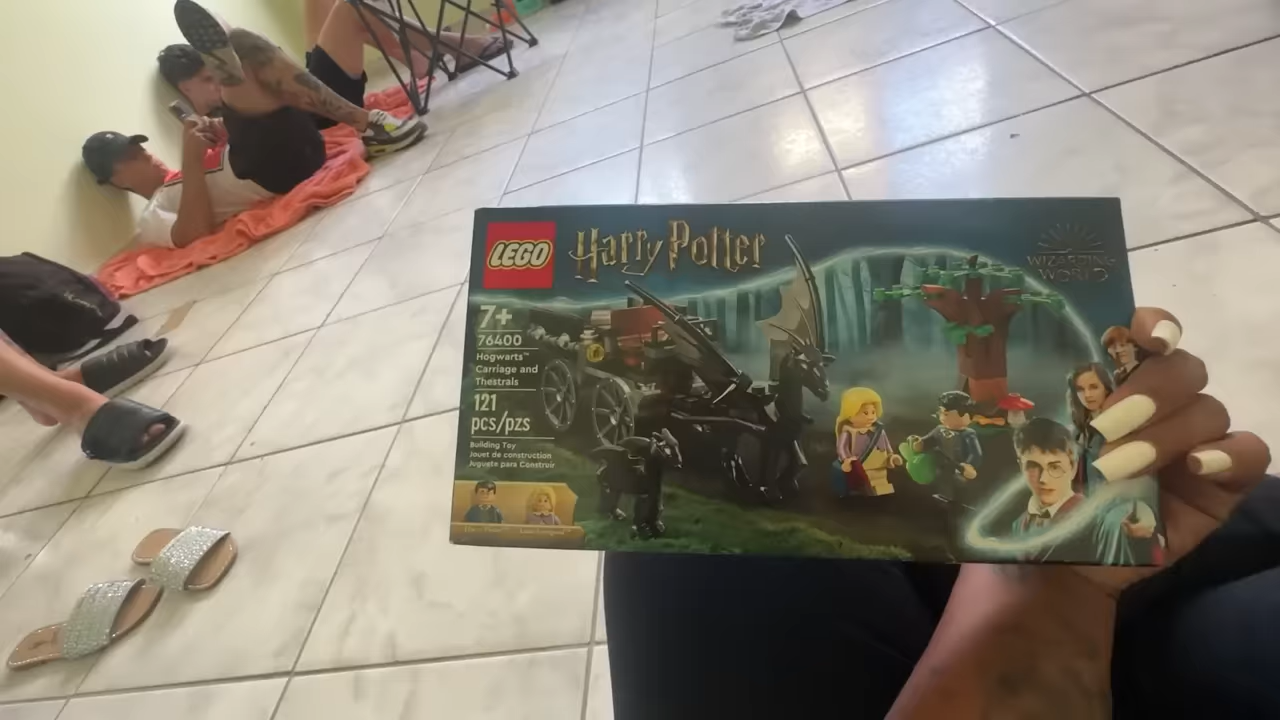 LEGO
Harry Potter
WIZARDING
WORLD
7+
76400
Hogwarts™
Carriage and
Thestrals
121
pcs/pzs
Building Toy
Jouet de construction
Juguete para Construir